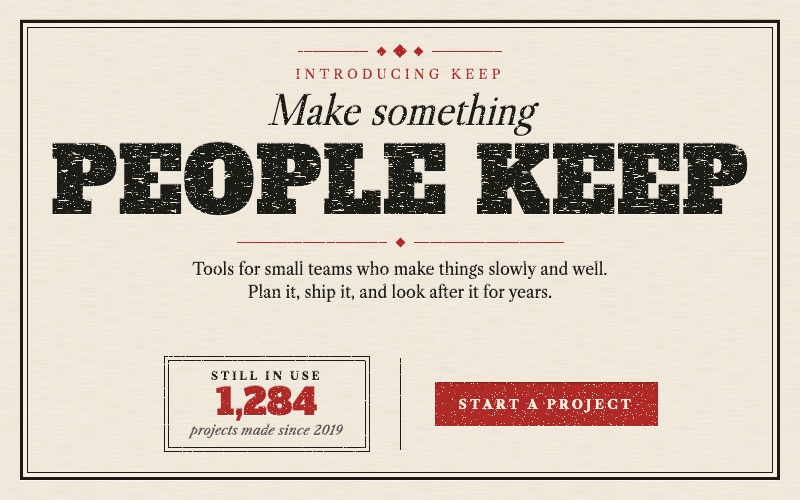 INTRODUCING KEEP
Make something
PEOPLE KEEP
Tools for small teams who make things slowly and well.
Plan it, ship it, and look after it for years.
STILL IN USE
1,284
projects made since 2019
START A PROJECT